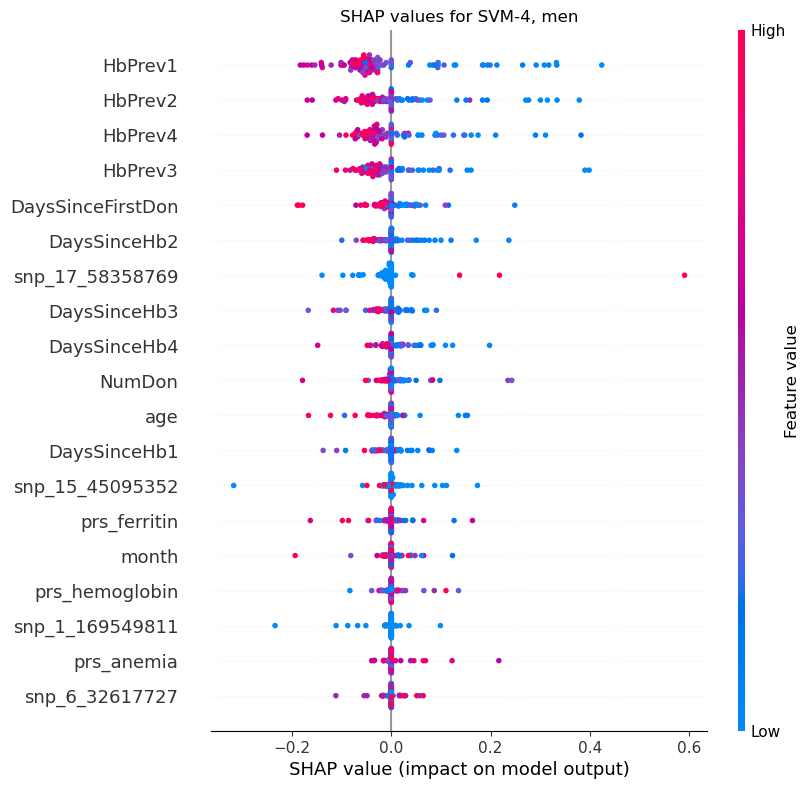 SHAP values for SVM-4, men
High
HbPrev1
HbPrev2
HbPrev4
HbPrev3
DaysSinceFirstDon
DaysSinceHb2
snp_17_58358769
DaysSinceHb3
DaysSinceHb4
NumDon
age
DaysSinceHb1
snp_15_45095352
prs_ferritin
month
prs_hemoglobin
snp_1_169549811
prs_anemia
snp_6_32617727
Feature value
Low
−0.2 0.0 0.2 0.4 0.6
SHAP value (impact on model output)